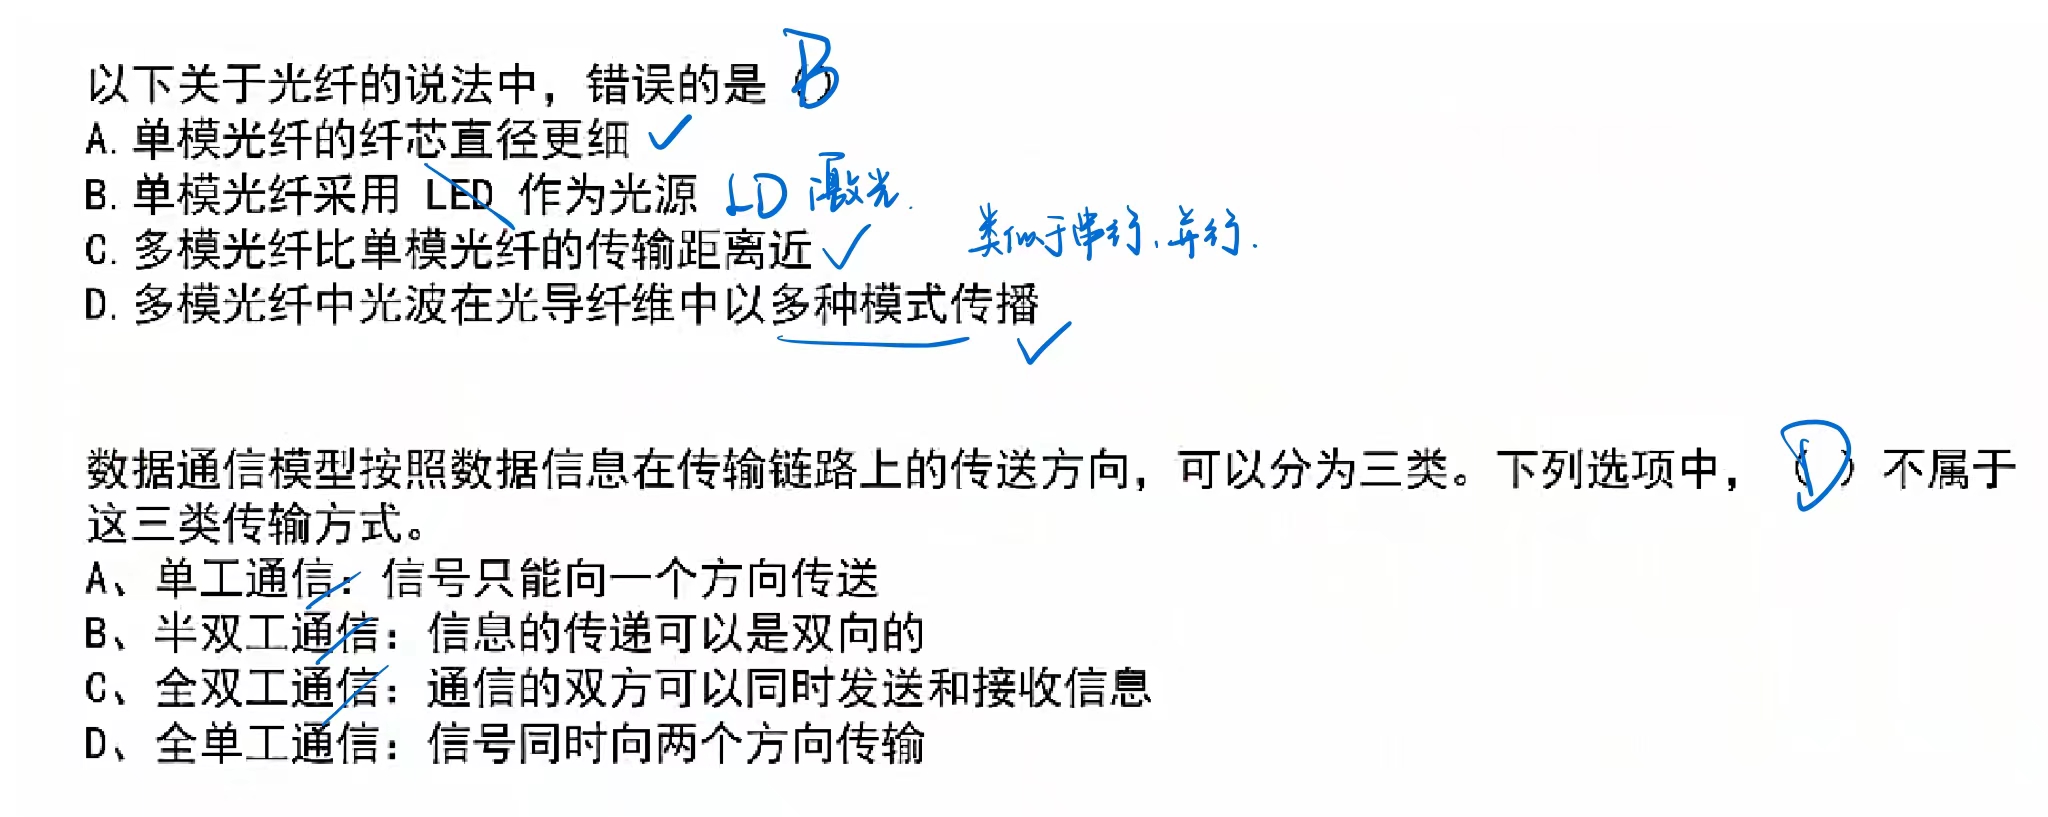 以下关于光纤的说法中，错误的是（B）
A. 单模光纤的纤芯直径更细 ✓
B. 单模光纤采用 LED 作为光源 LD 激光.
C. 多模光纤比单模光纤的传输距离近 ✓ 类似于串行、并行.
D. 多模光纤中光波在光导纤维中以多种模式传播 ✓
数据通信模型按照数据信息在传输链路上的传送方向，可以分为三类。下列选项中，（D）不属于
这三类传输方式。
A、单工通信：信号只能向一个方向传送
B、半双工通信：信息的传递可以是双向的
C、全双工通信：通信的双方可以同时发送和接收信息
D、全单工通信：信号同时向两个方向传输